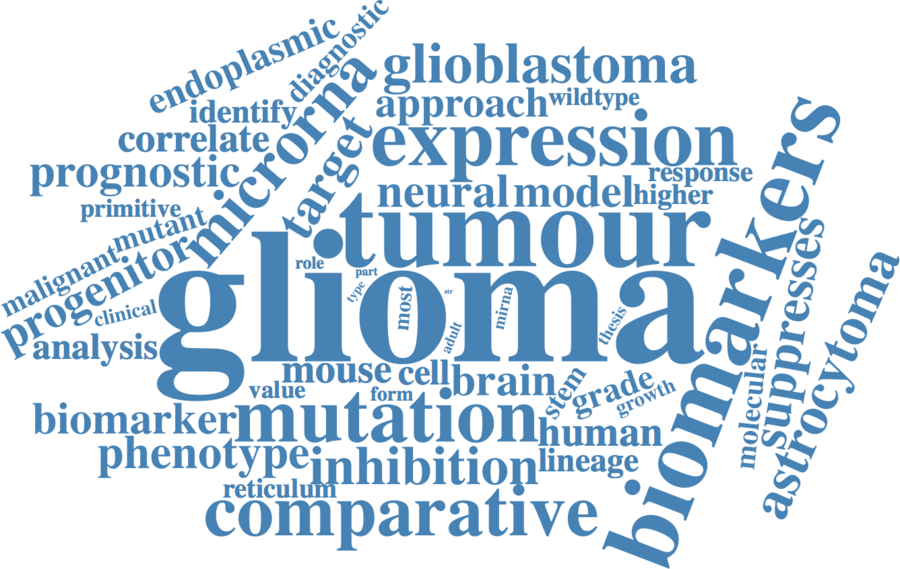 endoplasmic
diagnostic
glioblastoma
identify
approach
wildtype
microrna
correlate
target
expression
prognostic
response
neural
model
higher
primitive
mutant
tumour
biomarkers
malignant
progenitor
role
part
type
glioma
most
str
mirna
adult
thesis
clinical
suppresses
astrocytoma
molecular
analysis
mouse
cell
brain
stem
grade
growth
value
form
biomarker
mutation
human
phenotype
inhibition
lineage
reticulum
comparative